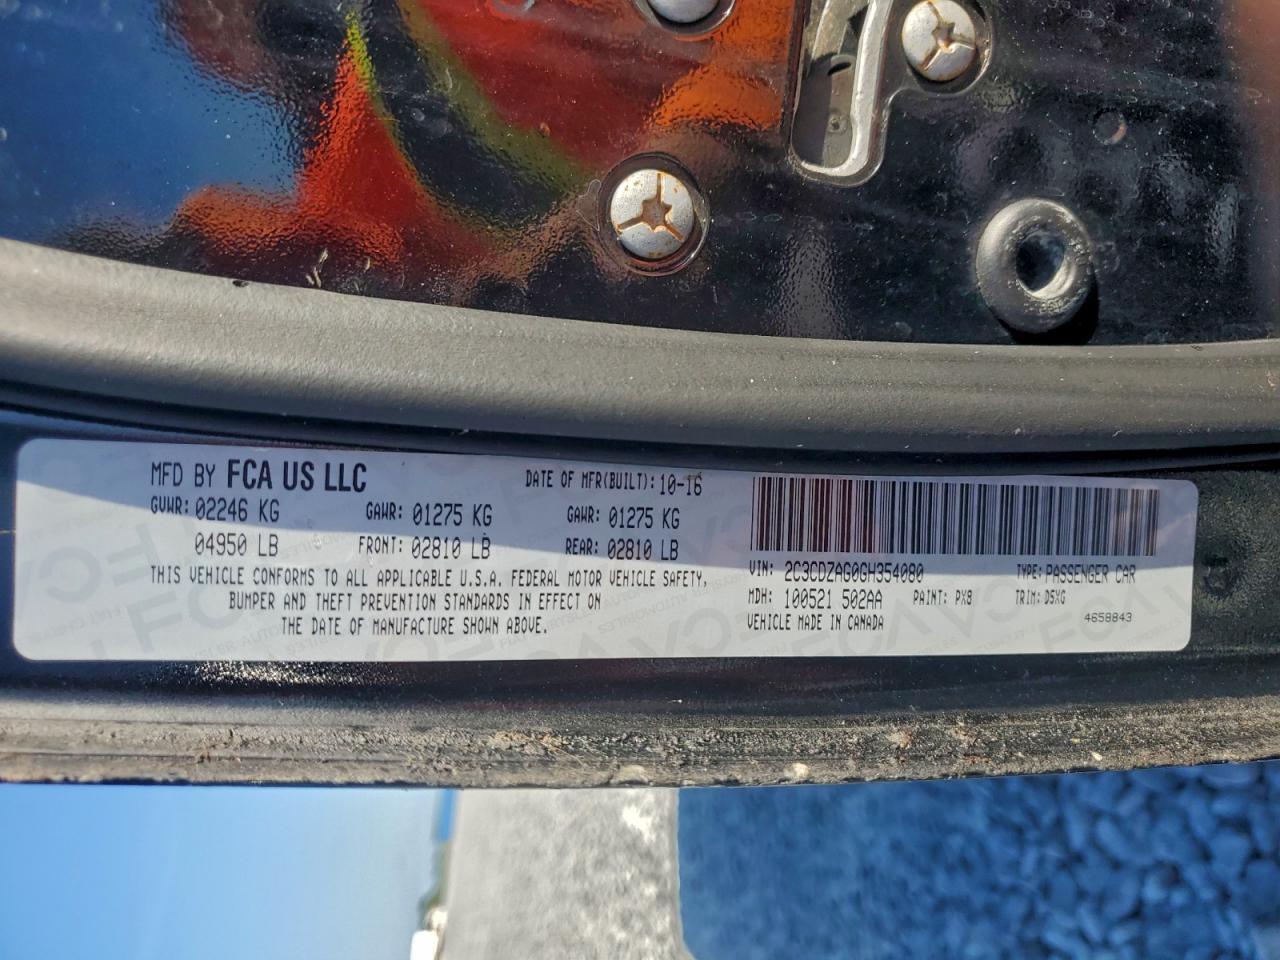 MFD BY FCA US LLC DATE OF MFR(BUILT): 10-16
GVWR: 02246 KG GAWR: 01275 KG GAWR: 01275 KG
04950 LB FRONT: 02810 LB REAR: 02810 LB
THIS VEHICLE CONFORMS TO ALL APPLICABLE U.S.A. FEDERAL MOTOR VEHICLE SAFETY,
BUMPER AND THEFT PREVENTION STANDARDS IN EFFECT ON
THE DATE OF MANUFACTURE SHOWN ABOVE.
VIN: 2C3CDZAG0GH354080 TYPE: PASSENGER CAR
MDH: 100521 502AA PAINT: PX8 TRIM: D5XG
VEHICLE MADE IN CANADA 4658843